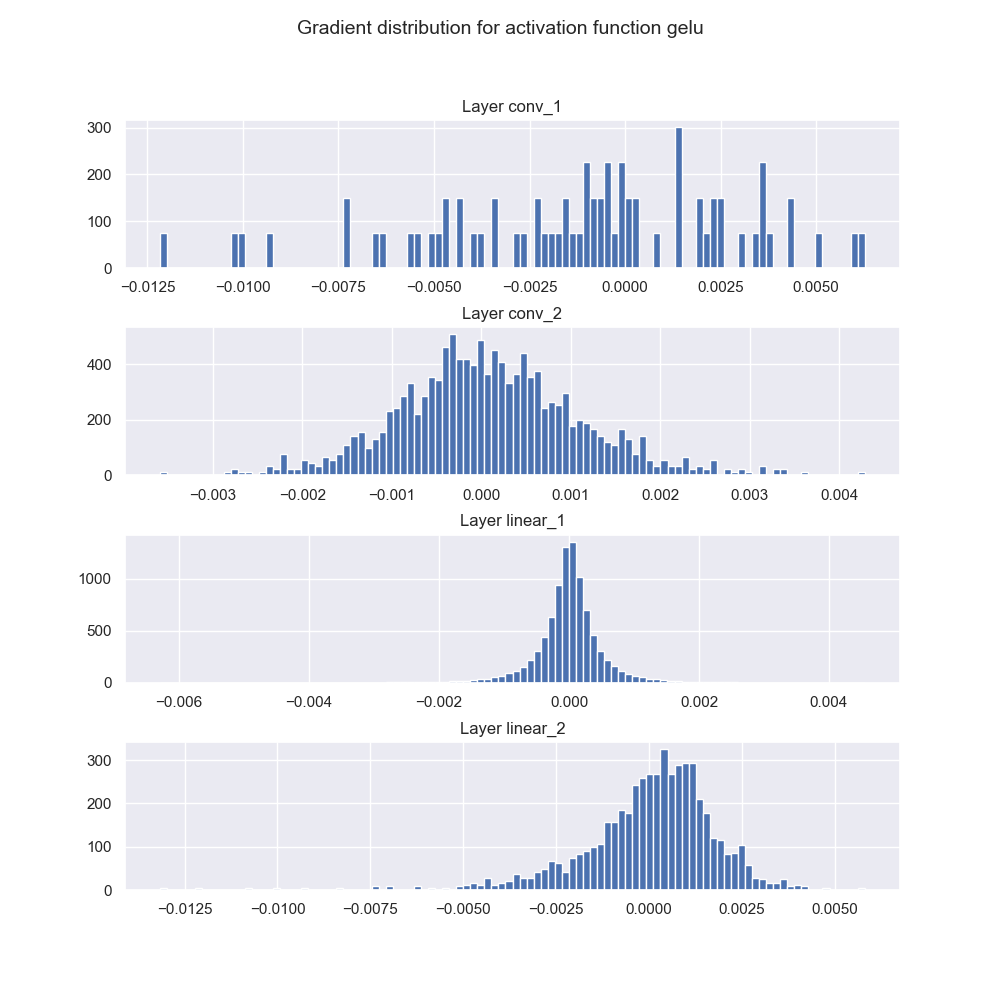 Gradient distribution for activation function gelu
Layer conv_1
300
200
100
0
−0.0125 −0.0100 −0.0075 −0.0050 −0.0025 0.0000 0.0025 0.0050
Layer conv_2
400
200
0
−0.003 −0.002 −0.001 0.000 0.001 0.002 0.003 0.004
Layer linear_1
1000
500
0
−0.006 −0.004 −0.002 0.000 0.002 0.004
Layer linear_2
300
200
100
0
−0.0125 −0.0100 −0.0075 −0.0050 −0.0025 0.0000 0.0025 0.0050